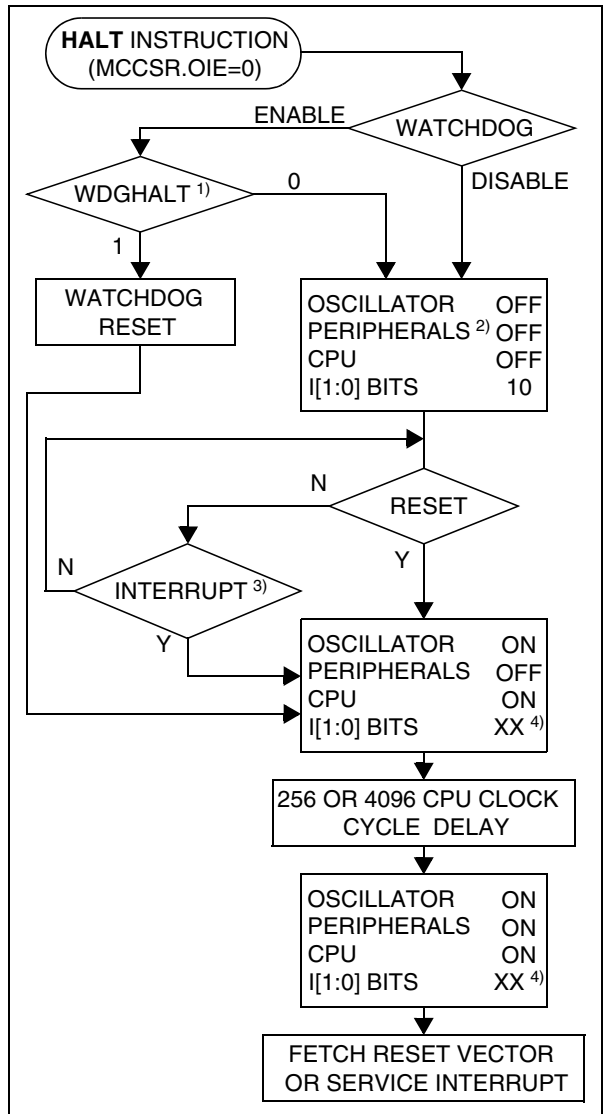 HALT INSTRUCTION
(MCCSR.OIE=0)
ENABLE
WATCHDOG
WDGHALT 1)
0
DISABLE
1
WATCHDOG
RESET
OSCILLATOR OFF
PERIPHERALS 2) OFF
CPU OFF
I[1:0] BITS 10
N
RESET
N
INTERRUPT 3)
Y
Y
OSCILLATOR ON
PERIPHERALS OFF
CPU ON
I[1:0] BITS XX 4)
256 OR 4096 CPU CLOCK
CYCLE DELAY
OSCILLATOR ON
PERIPHERALS ON
CPU ON
I[1:0] BITS XX 4)
FETCH RESET VECTOR
OR SERVICE INTERRUPT